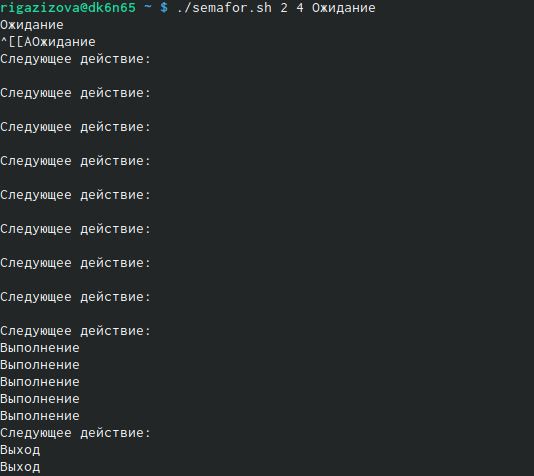 rigazizova@dk6n65 ~ $ ./semafor.sh 2 4 Ожидание
Ожидание
^[[AОжидание
Следующее действие:
Следующее действие:
Следующее действие:
Следующее действие:
Следующее действие:
Следующее действие:
Следующее действие:
Следующее действие:
Следующее действие:
Выполнение
Выполнение
Выполнение
Выполнение
Выполнение
Следующее действие:
Выход
Выход